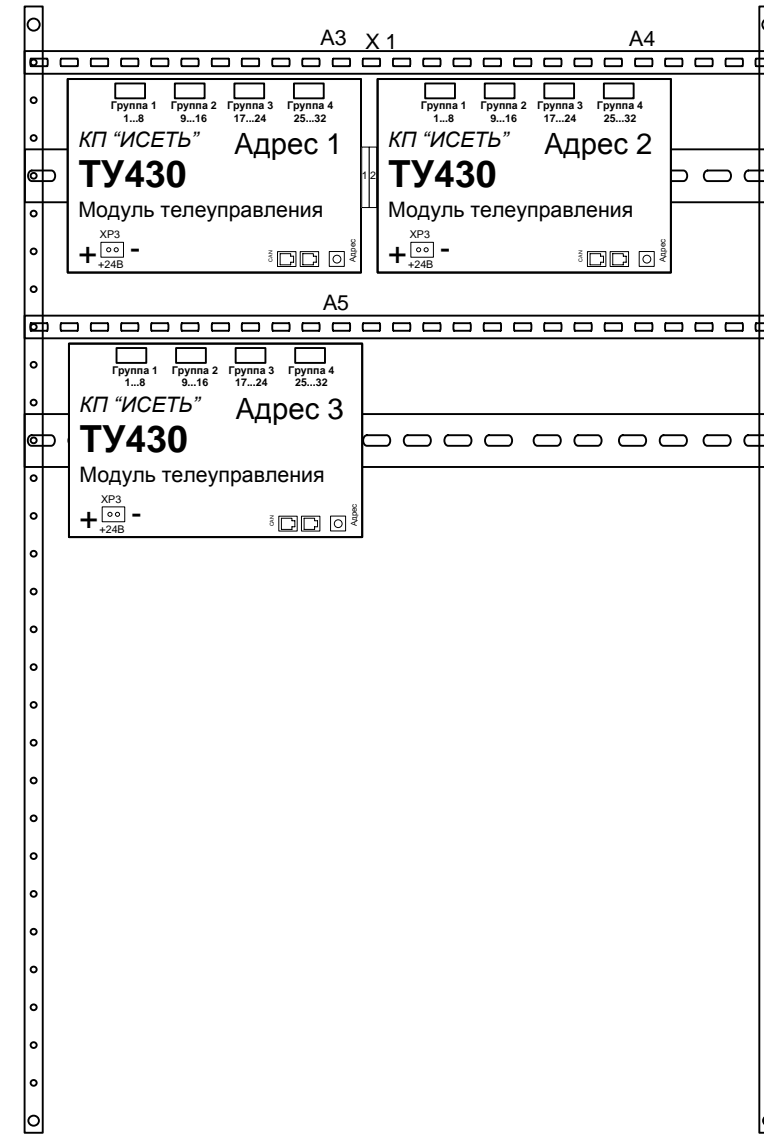 А3 X 1 А4
Группа 1 Группа 2 Группа 3 Группа 4
1...8 9...16 17...24 25...32
КП “ИСЕТЬ” Адрес 1
ТУ430
Модуль телеуправления
ХР3
+ -
+24В
CAN
Адрес
1 2
Группа 1 Группа 2 Группа 3 Группа 4
1...8 9...16 17...24 25...32
КП “ИСЕТЬ” Адрес 2
ТУ430
Модуль телеуправления
ХР3
+ -
+24В
CAN
Адрес
А5
Группа 1 Группа 2 Группа 3 Группа 4
1...8 9...16 17...24 25...32
КП “ИСЕТЬ” Адрес 3
ТУ430
Модуль телеуправления
ХР3
+ -
+24В
CAN
Адрес